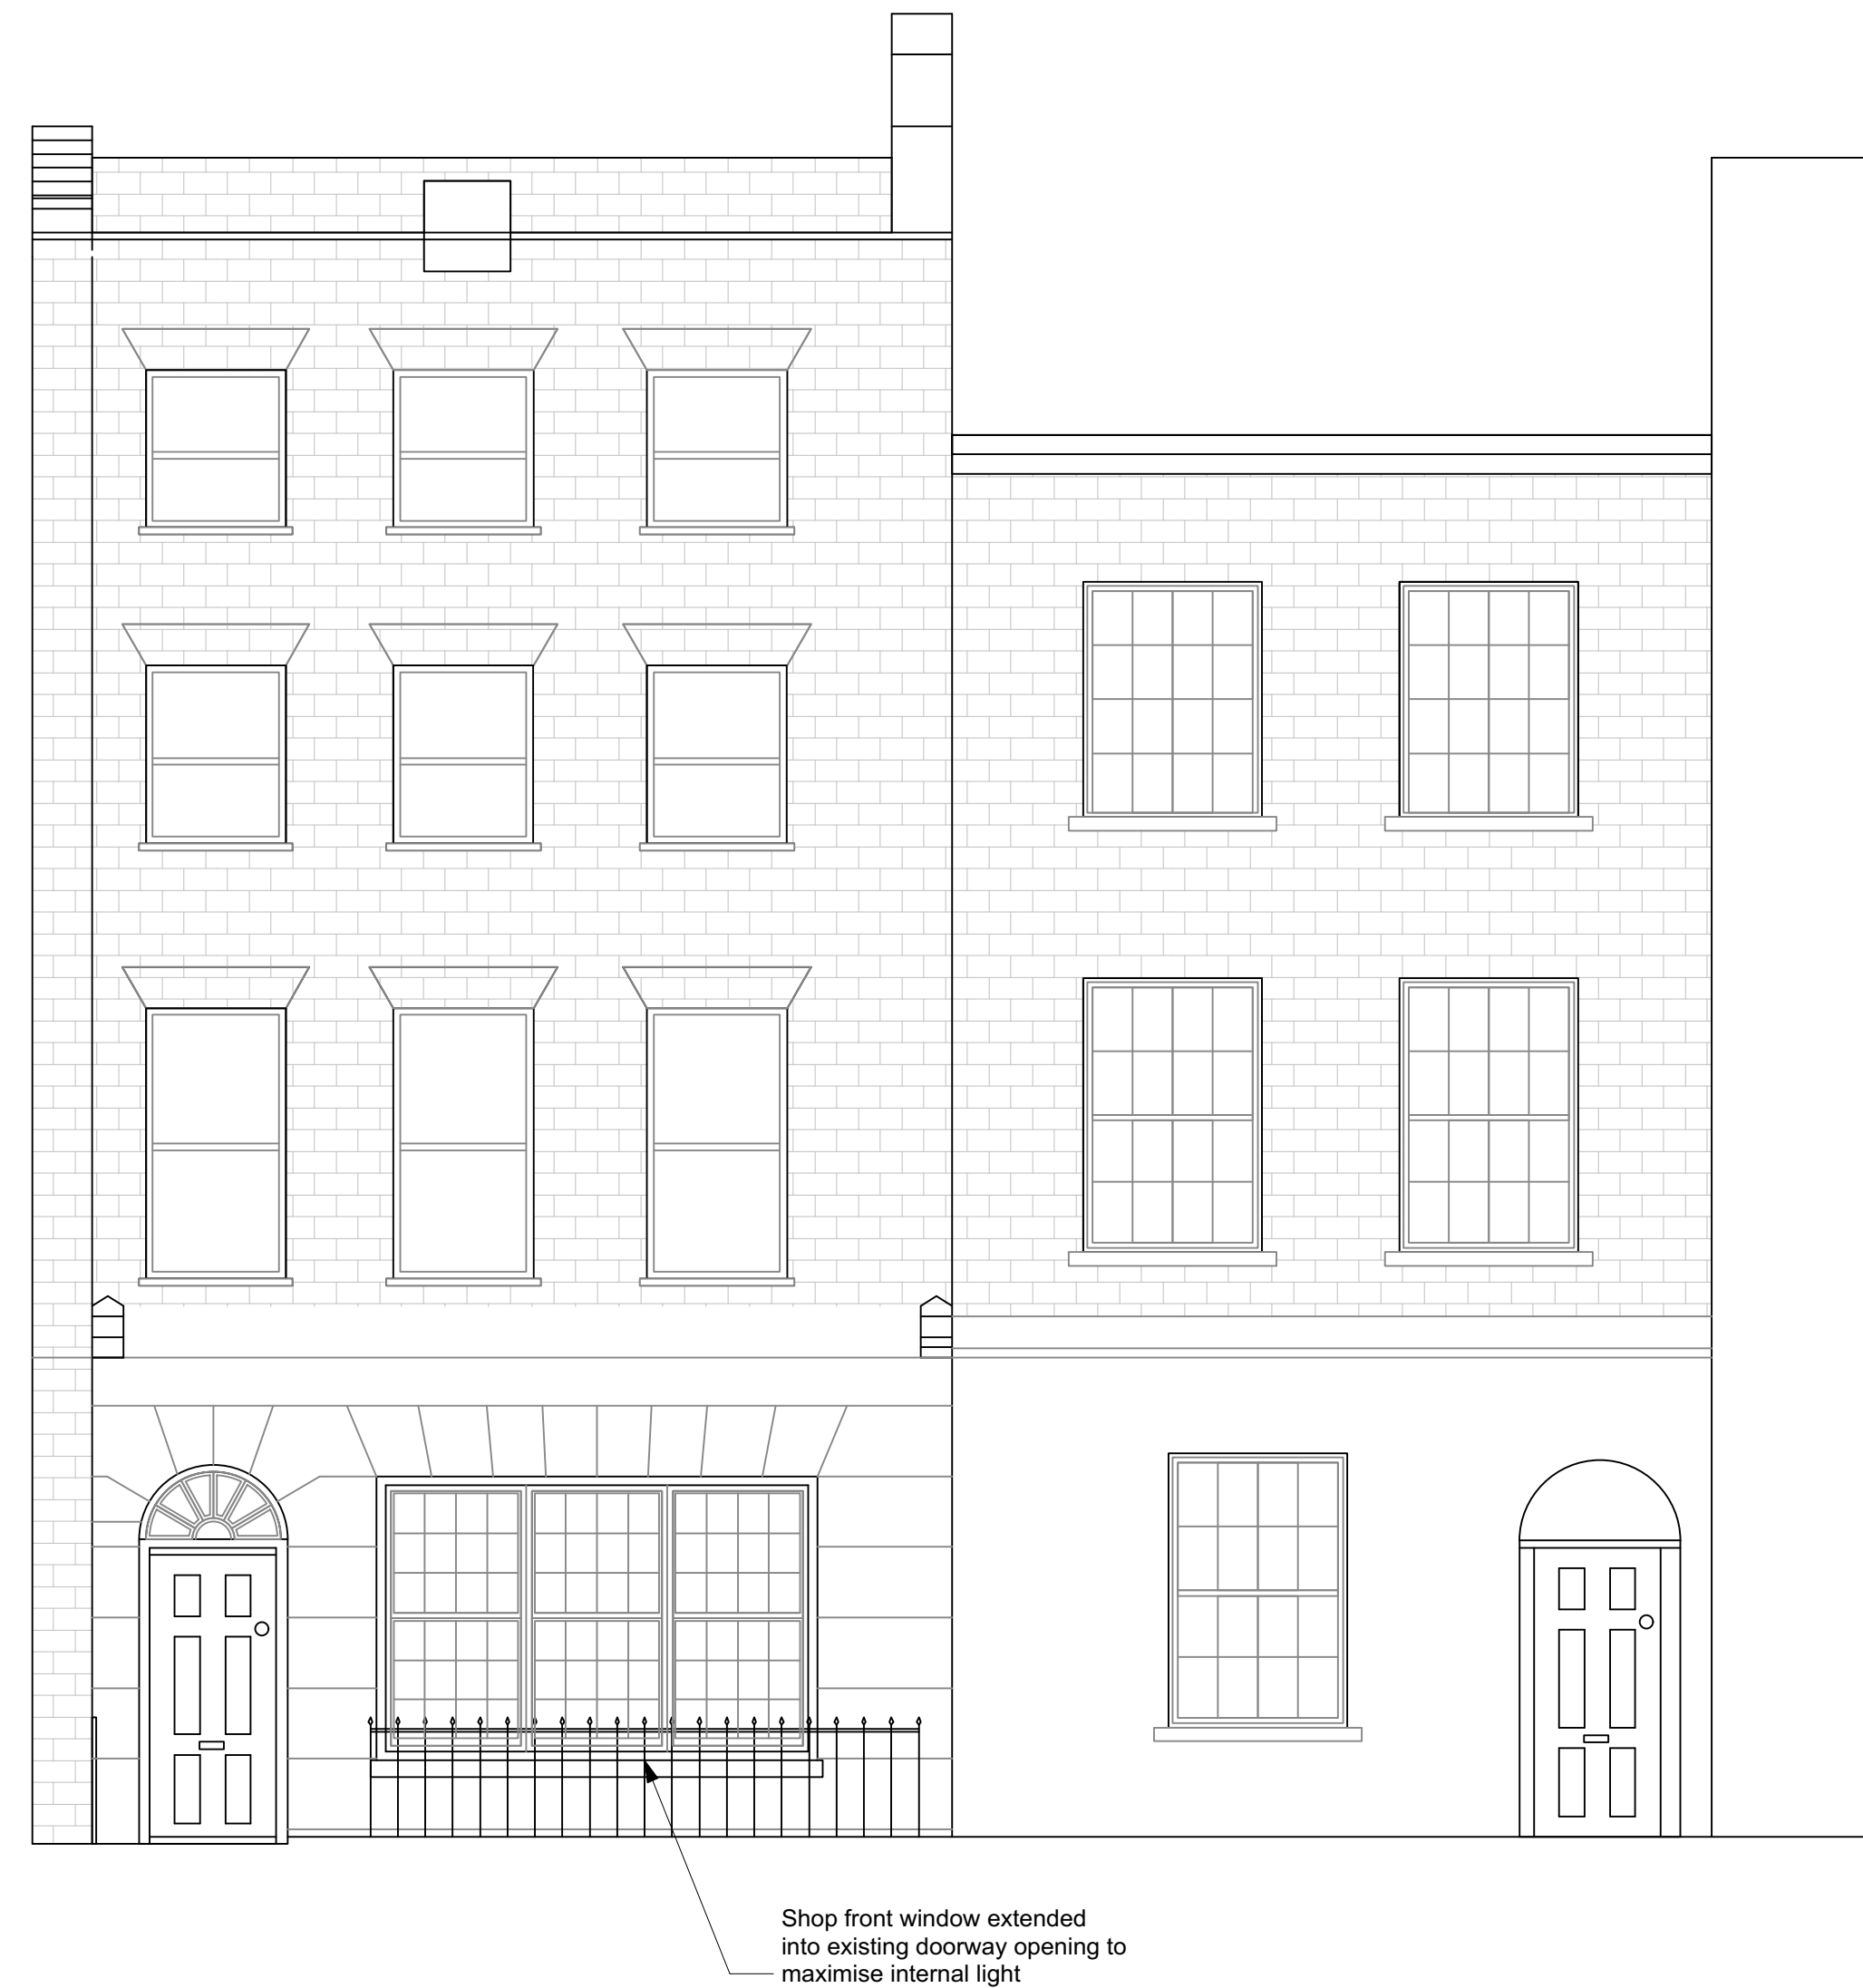 Shop front window extended
into existing doorway opening to
maximise internal light